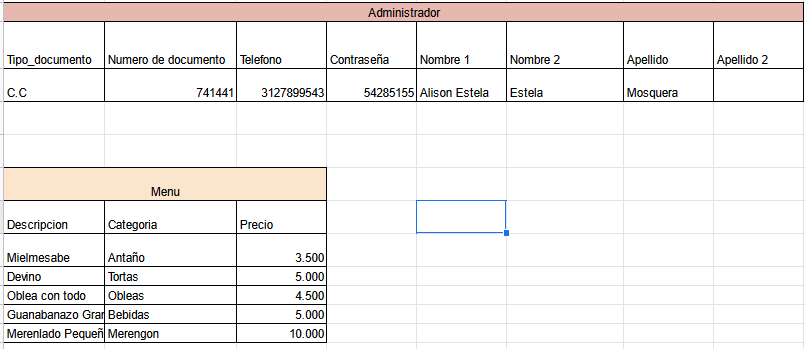 Administrador
Tipo_documento Numero de documento Telefono Contraseña Nombre 1 Nombre 2 Apellido Apellido 2
C.C 741441 3127899543 54285155 Alison Estela Estela Mosquera
Menu
Descripcion Categoria Precio
Mielmesabe Antaño 3.500
Devino Tortas 5.000
Oblea con todo Obleas 4.500
Guanabanazo Gran Bebidas 5.000
Merenlado Pequeñ Merengon 10.000